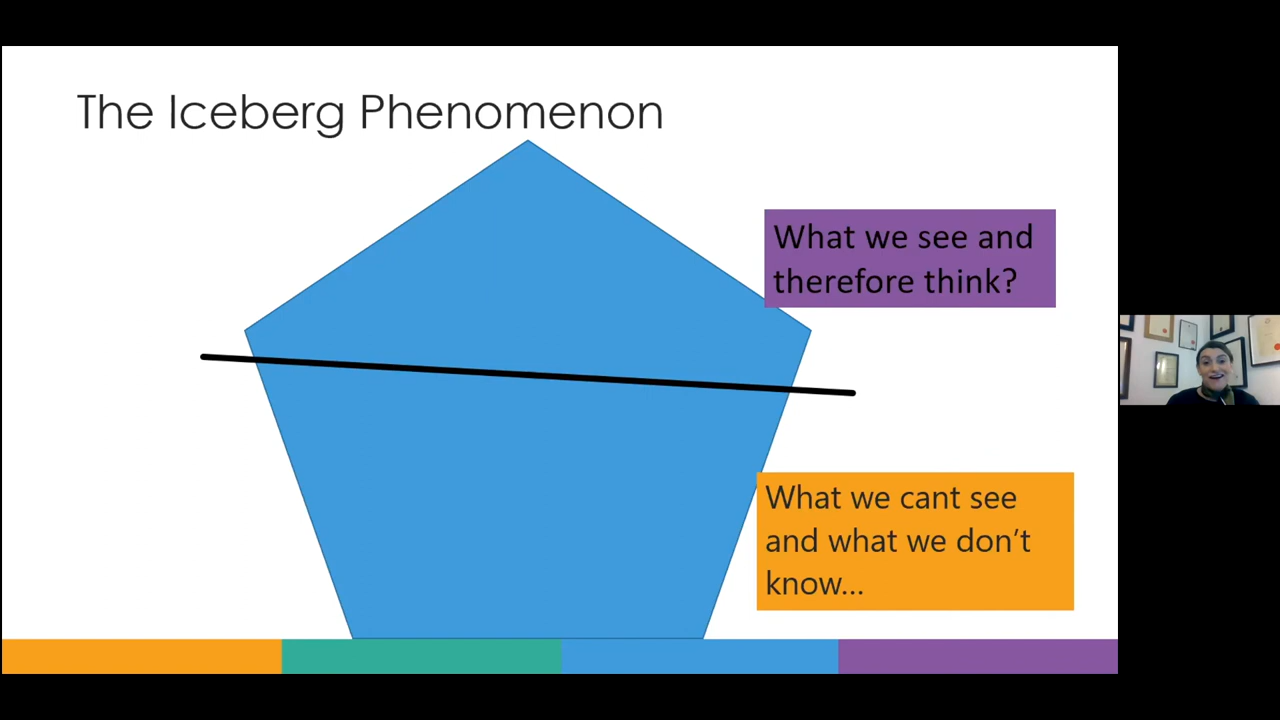 The Iceberg Phenomenon
What we see and
therefore think?
What we cant see
and what we don’t
know...